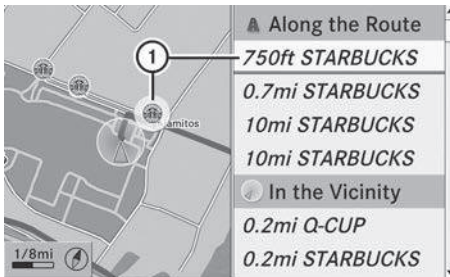 1
Along the Route
750ft STARBUCKS
0.7mi STARBUCKS
10mi STARBUCKS
10mi STARBUCKS
In the Vicinity
0.2mi Q-CUP
0.2mi STARBUCKS
amitos
1/8mi